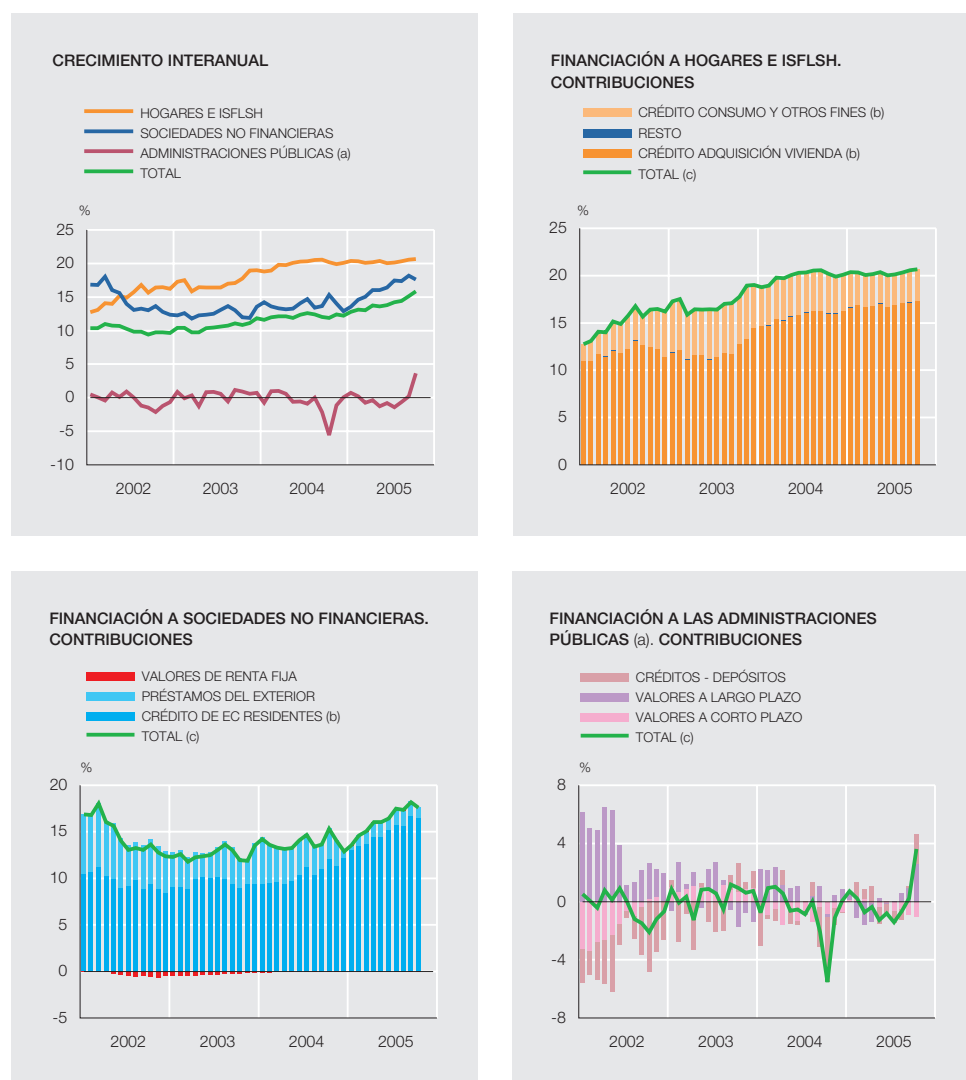 CRECIMIENTO INTERANUAL
HOGARES E ISFLSH
SOCIEDADES NO FINANCIERAS
ADMINISTRACIONES PÚBLICAS (a)
TOTAL
%
25
20
15
10
5
0
-5
-10
2002 2003 2004 2005
FINANCIACIÓN A HOGARES E ISFLSH.
CONTRIBUCIONES
CRÉDITO CONSUMO Y OTROS FINES (b)
RESTO
CRÉDITO ADQUISICIÓN VIVIENDA (b)
TOTAL (c)
%
25
20
15
10
5
0
2002 2003 2004 2005
FINANCIACIÓN A SOCIEDADES NO FINANCIERAS.
CONTRIBUCIONES
VALORES DE RENTA FIJA
PRÉSTAMOS DEL EXTERIOR
CRÉDITO DE EC RESIDENTES (b)
TOTAL (c)
%
20
15
10
5
0
-5
2002 2003 2004 2005
FINANCIACIÓN A LAS ADMINISTRACIONES
PÚBLICAS (a). CONTRIBUCIONES
CRÉDITOS - DEPÓSITOS
VALORES A LARGO PLAZO
VALORES A CORTO PLAZO
TOTAL (c)
%
8
4
0
-4
-8
2002 2003 2004 2005